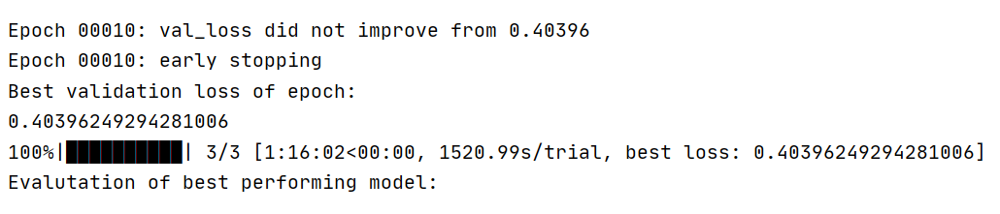 Epoch 00010: val_loss did not improve from 0.40396
Epoch 00010: early stopping
Best validation loss of epoch:
0.40396249294281006
100%|██████████| 3/3 [1:16:02<00:00, 1520.99s/trial, best loss: 0.40396249294281006]
Evalutation of best performing model: